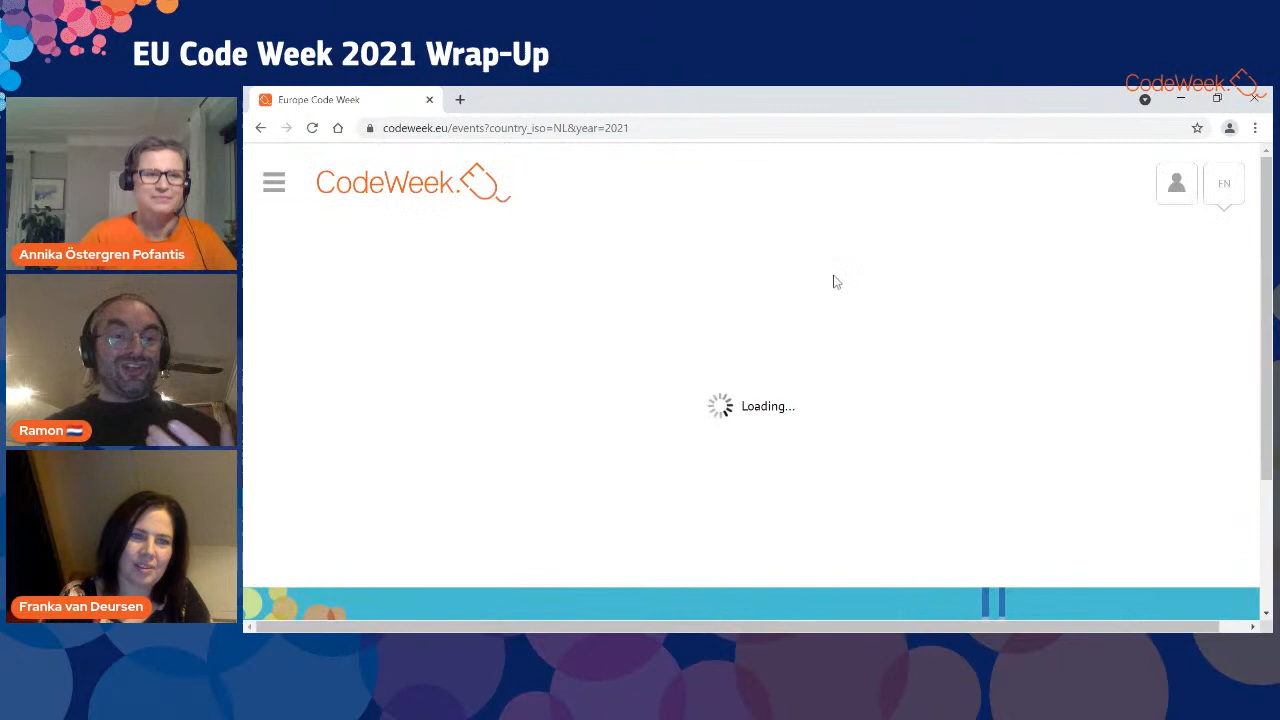 EU Code Week 2021 Wrap-Up
CodeWeek.
Europe Code Week
codeweek.eu/events?country_iso=NL&year=2021
CodeWeek.
EN
Annika Östergren Pofantis
Loading...
Ramon 🇳🇱
Franka van Deursen